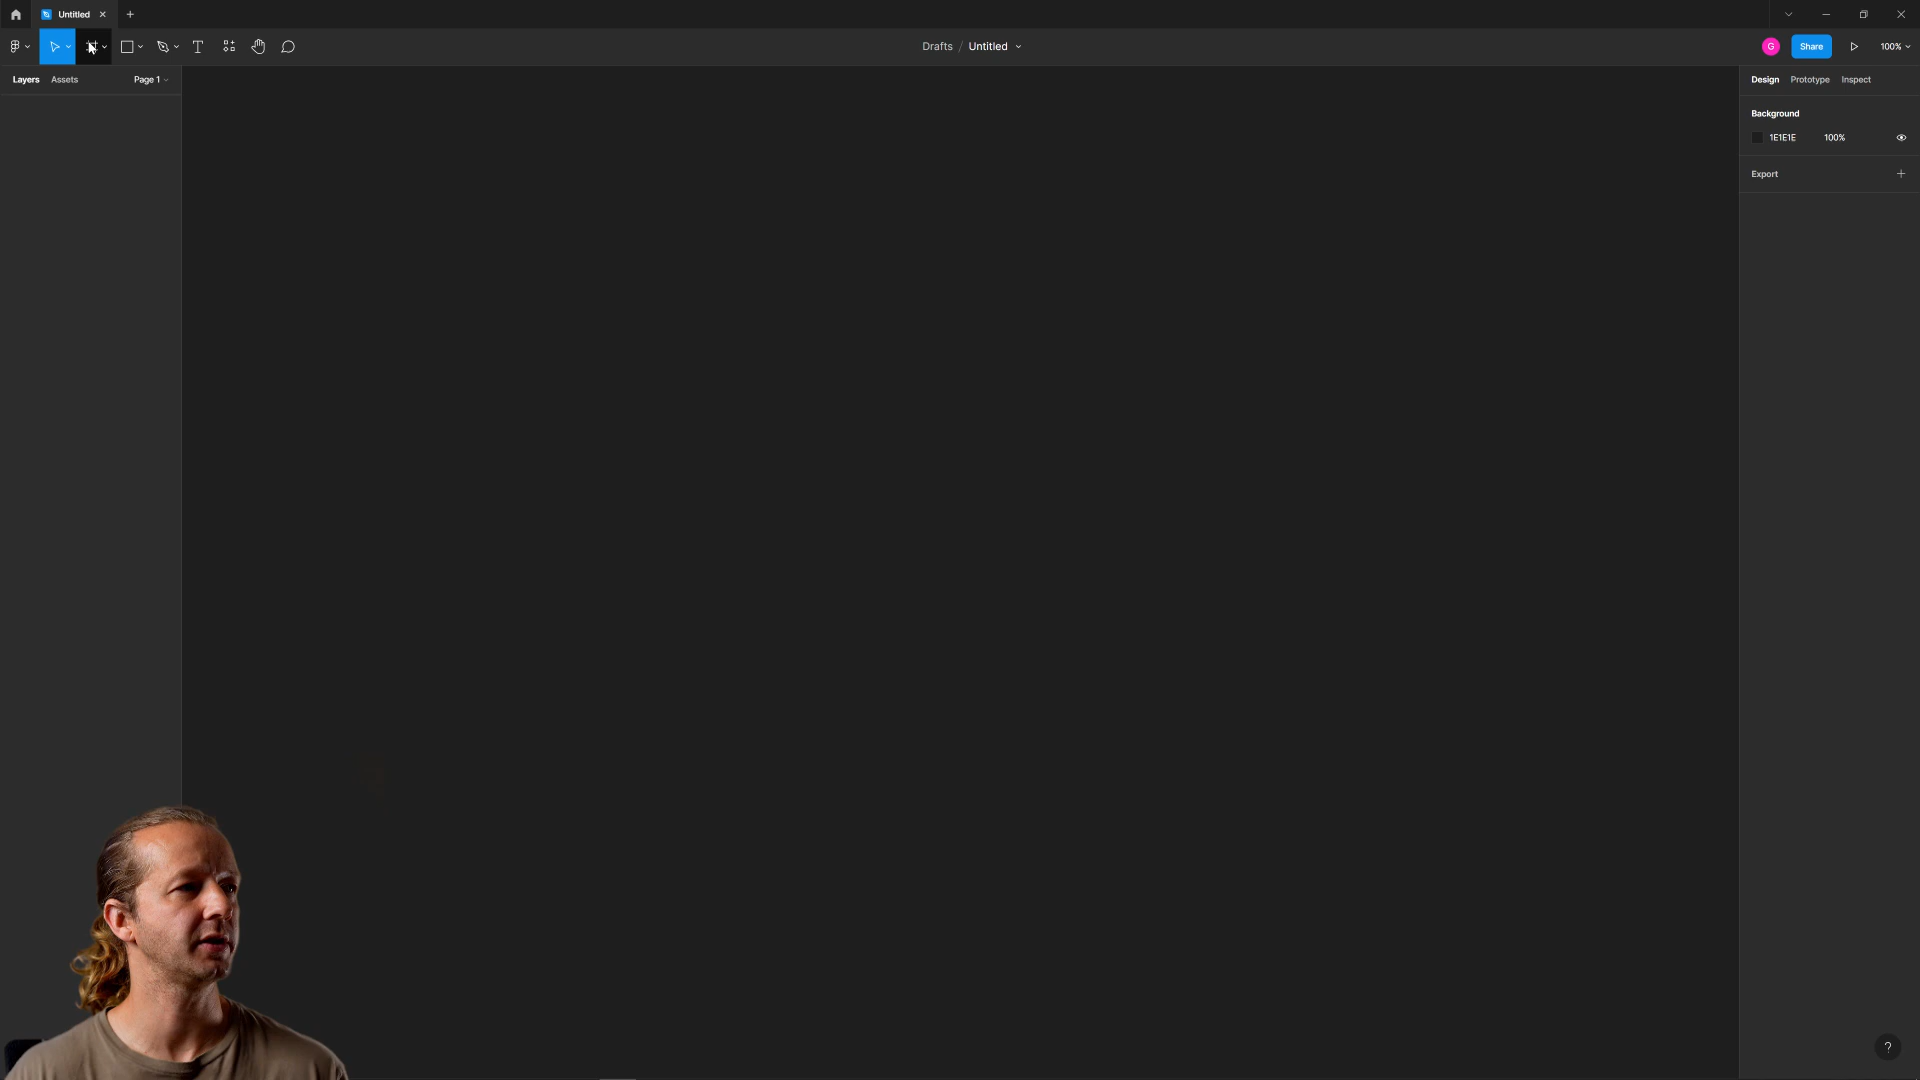 Untitled
Drafts / Untitled
G
Share
100%
Layers
Assets
Page 1
Design
Prototype
Inspect
Background
1E1E1E
100%
Export
?